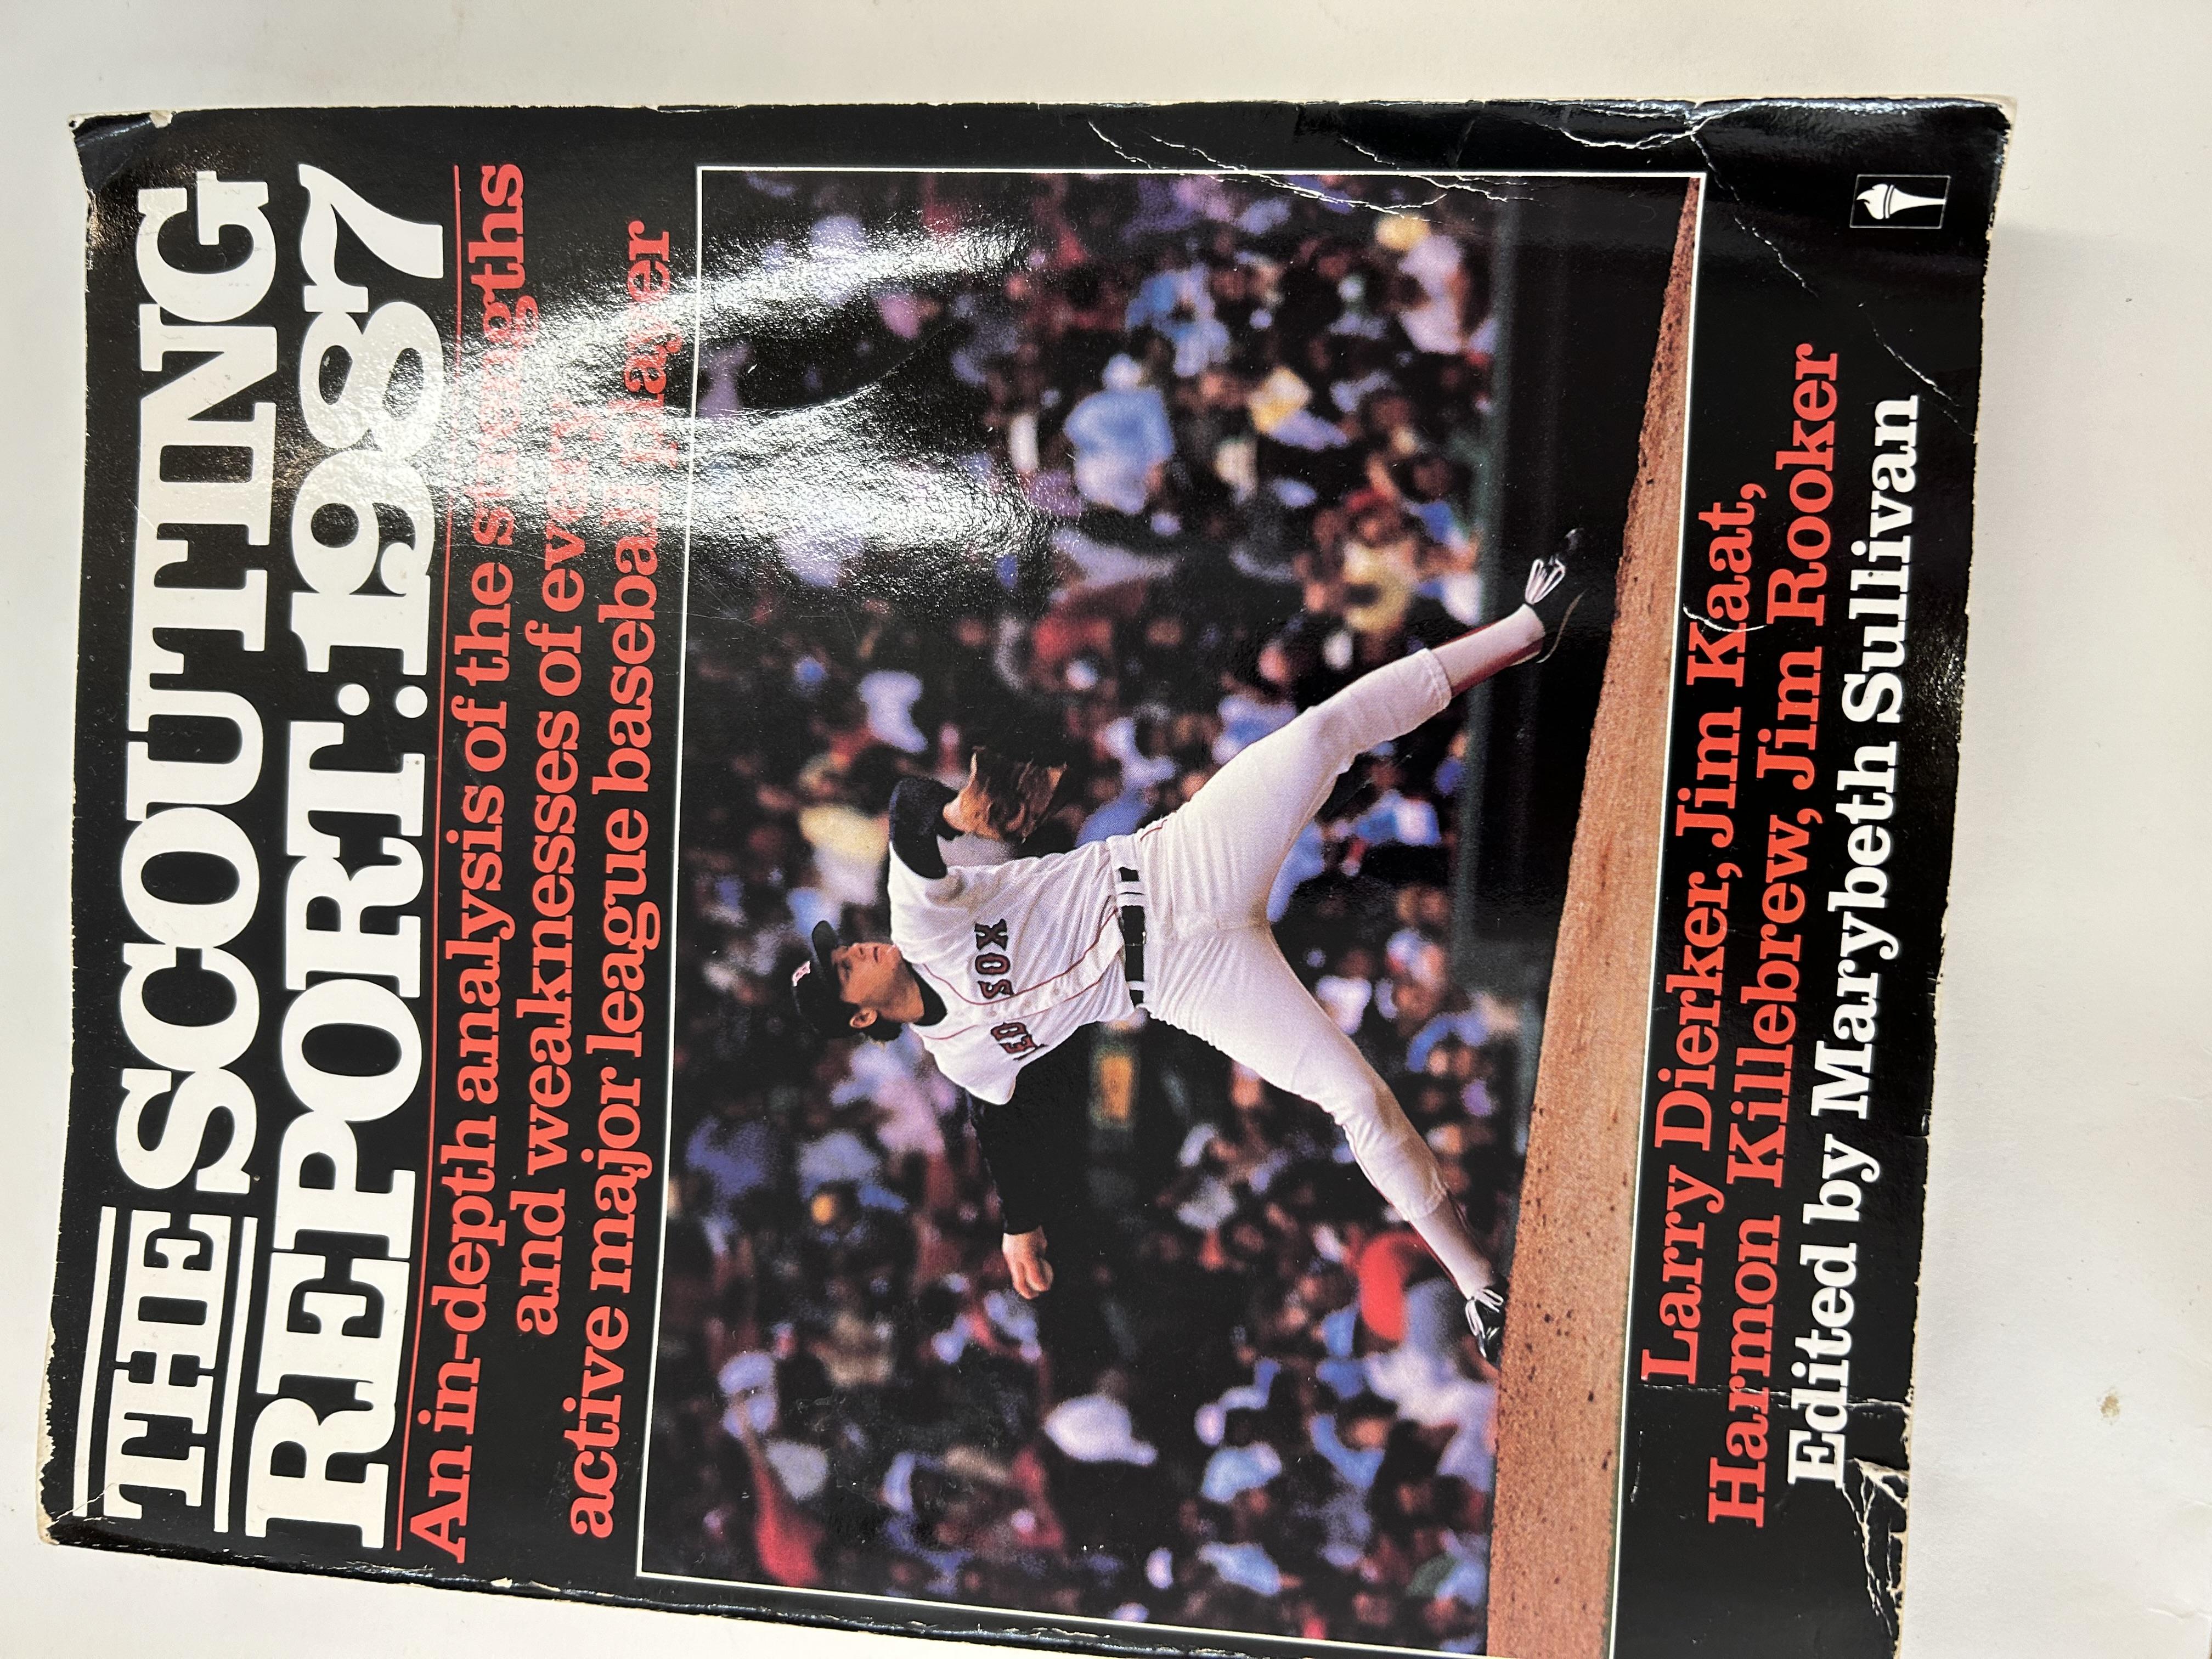 THE SCOUTING
REPORT: 1987
An in-depth analysis of the strengths
and weaknesses of every
active major league baseball player
RED SOX
B
Larry Dierker, Jim Kaat,
Harmon Killebrew, Jim Rooker
Edited by Marybeth Sullivan